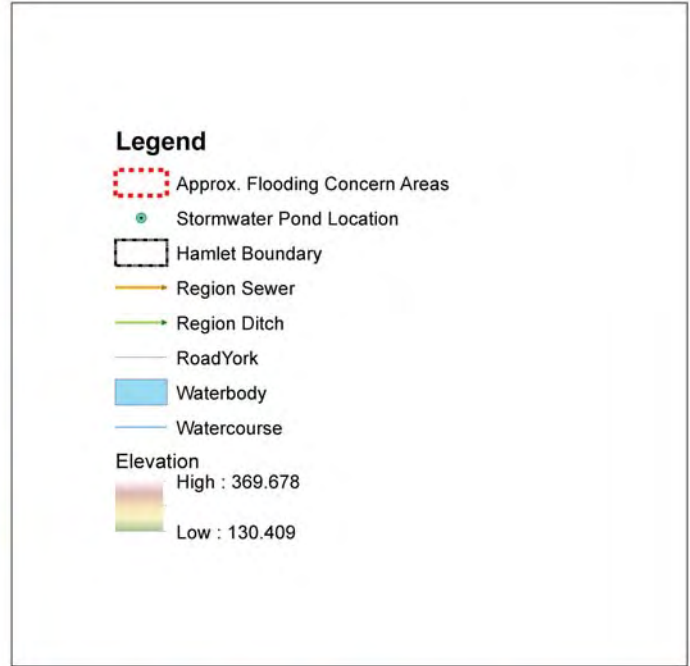 Legend
Approx. Flooding Concern Areas
Stormwater Pond Location
Hamlet Boundary
Region Sewer
Region Ditch
RoadYork
Waterbody
Watercourse
Elevation
High : 369.678
Low : 130.409